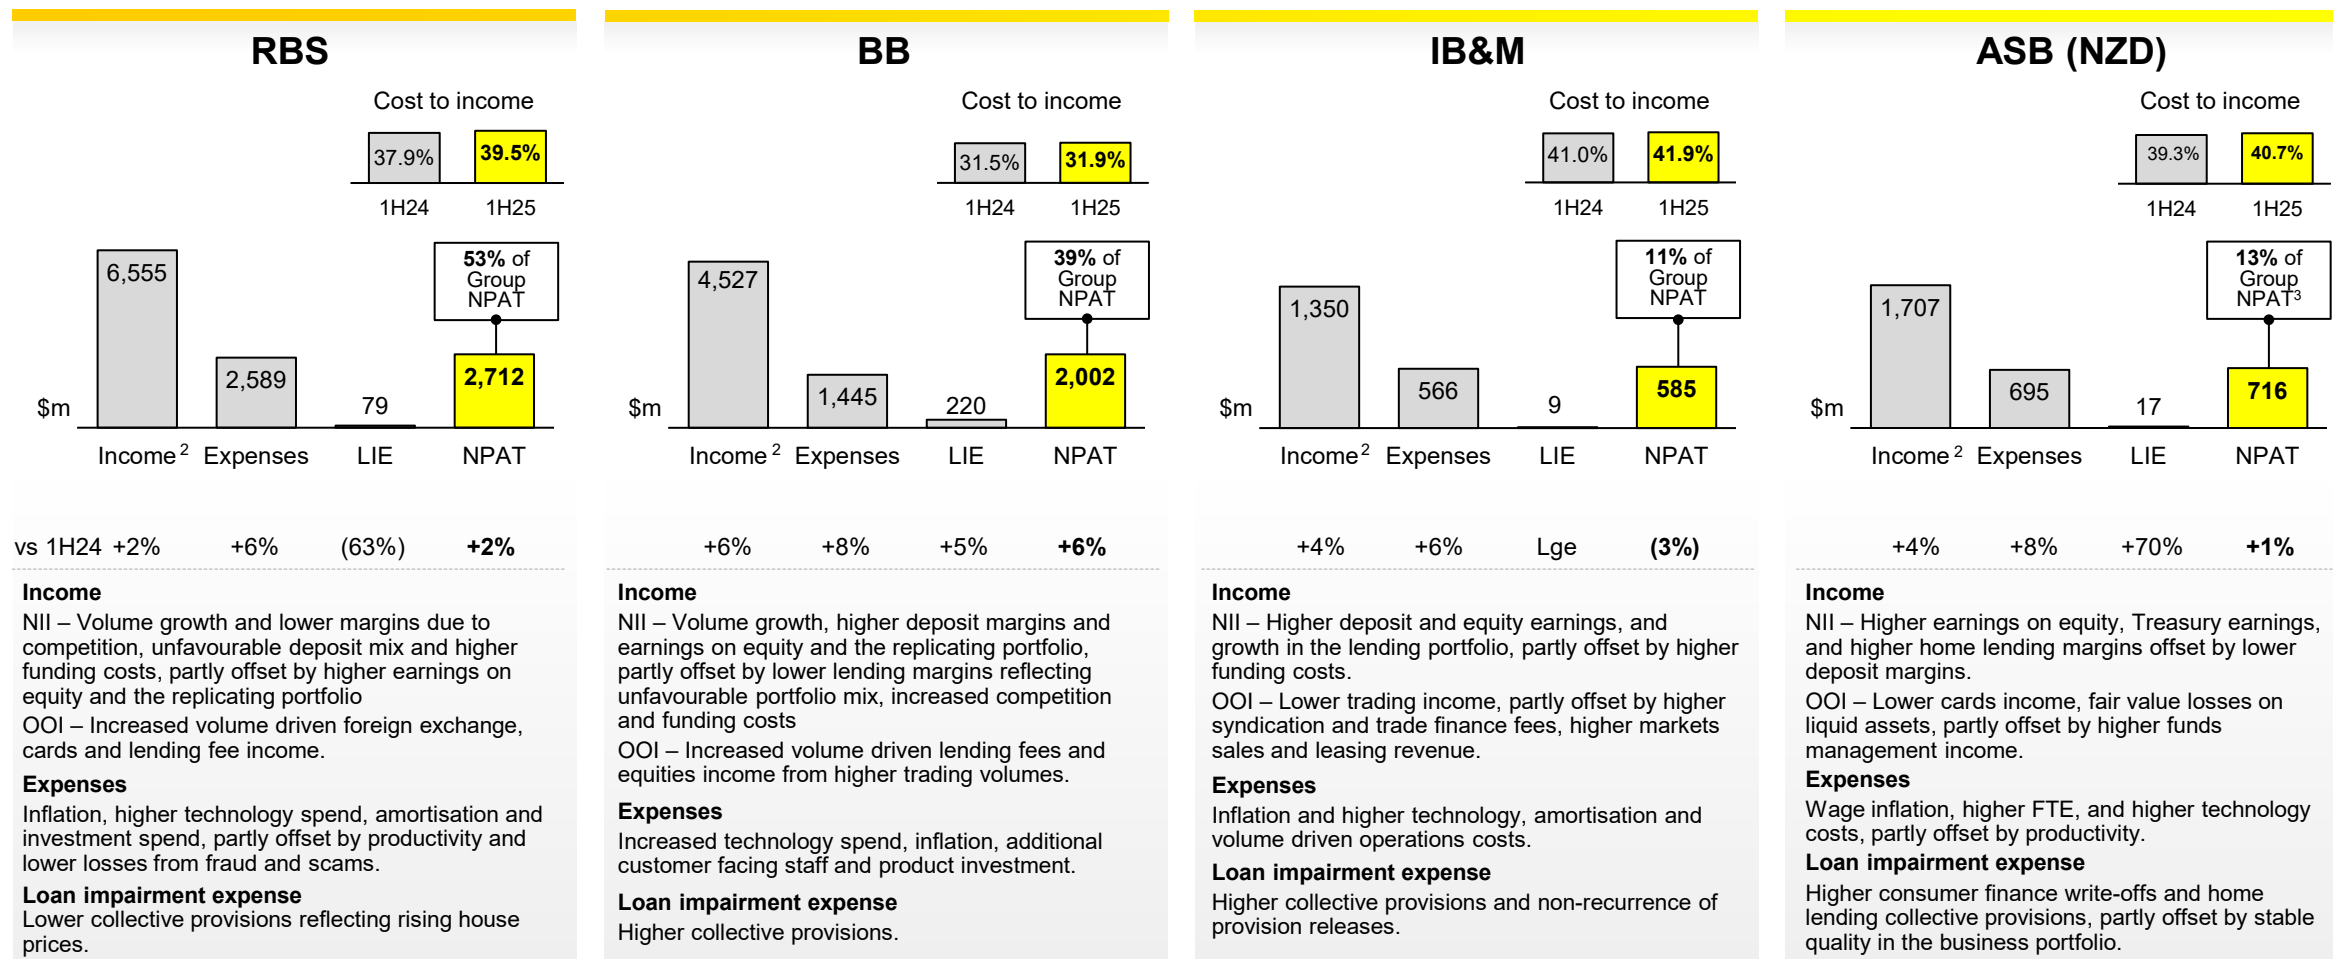 RBS
Cost to income
37.9%
39.5%
1H24
1H25
53% of
Group
NPAT
6,555
2,589
79
2,712
$m
Income2
Expenses
LIE
NPAT
vs 1H24 +2% +6% (63%) +2%
Income
NII – Volume growth and lower margins due to
competition, unfavourable deposit mix and higher
funding costs, partly offset by higher earnings on
equity and the replicating portfolio
OOI – Increased volume driven foreign exchange,
cards and lending fee income.
Expenses
Inflation, higher technology spend, amortisation and
investment spend, partly offset by productivity and
lower losses from fraud and scams.
Loan impairment expense
Lower collective provisions reflecting rising house
prices.
BB
Cost to income
31.5%
31.9%
1H24
1H25
39% of
Group
NPAT
4,527
1,445
220
2,002
$m
Income2
Expenses
LIE
NPAT
+6% +8% +5% +6%
Income
NII – Volume growth, higher deposit margins and
earnings on equity and the replicating portfolio,
partly offset by lower lending margins reflecting
unfavourable portfolio mix, increased competition
and funding costs
OOI – Increased volume driven lending fees and
equities income from higher trading volumes.
Expenses
Increased technology spend, inflation, additional
customer facing staff and product investment.
Loan impairment expense
Higher collective provisions.
IB&M
Cost to income
41.0%
41.9%
1H24
1H25
11% of
Group
NPAT
1,350
566
9
585
$m
Income2
Expenses
LIE
NPAT
+4% +6% Lge (3%)
Income
NII – Higher deposit and equity earnings, and
growth in the lending portfolio, partly offset by higher
funding costs.
OOI – Lower trading income, partly offset by higher
syndication and trade finance fees, higher markets
sales and leasing revenue.
Expenses
Inflation and higher technology, amortisation and
volume driven operations costs.
Loan impairment expense
Higher collective provisions and non-recurrence of
provision releases.
ASB (NZD)
Cost to income
39.3%
40.7%
1H24
1H25
13% of
Group
NPAT3
1,707
695
17
716
$m
Income2
Expenses
LIE
NPAT
+4% +8% +70% +1%
Income
NII – Higher earnings on equity, Treasury earnings,
and higher home lending margins offset by lower
deposit margins.
OOI – Lower cards income, fair value losses on
liquid assets, partly offset by higher funds
management income.
Expenses
Wage inflation, higher FTE, and higher technology
costs, partly offset by productivity.
Loan impairment expense
Higher consumer finance write-offs and home
lending collective provisions, partly offset by stable
quality in the business portfolio.